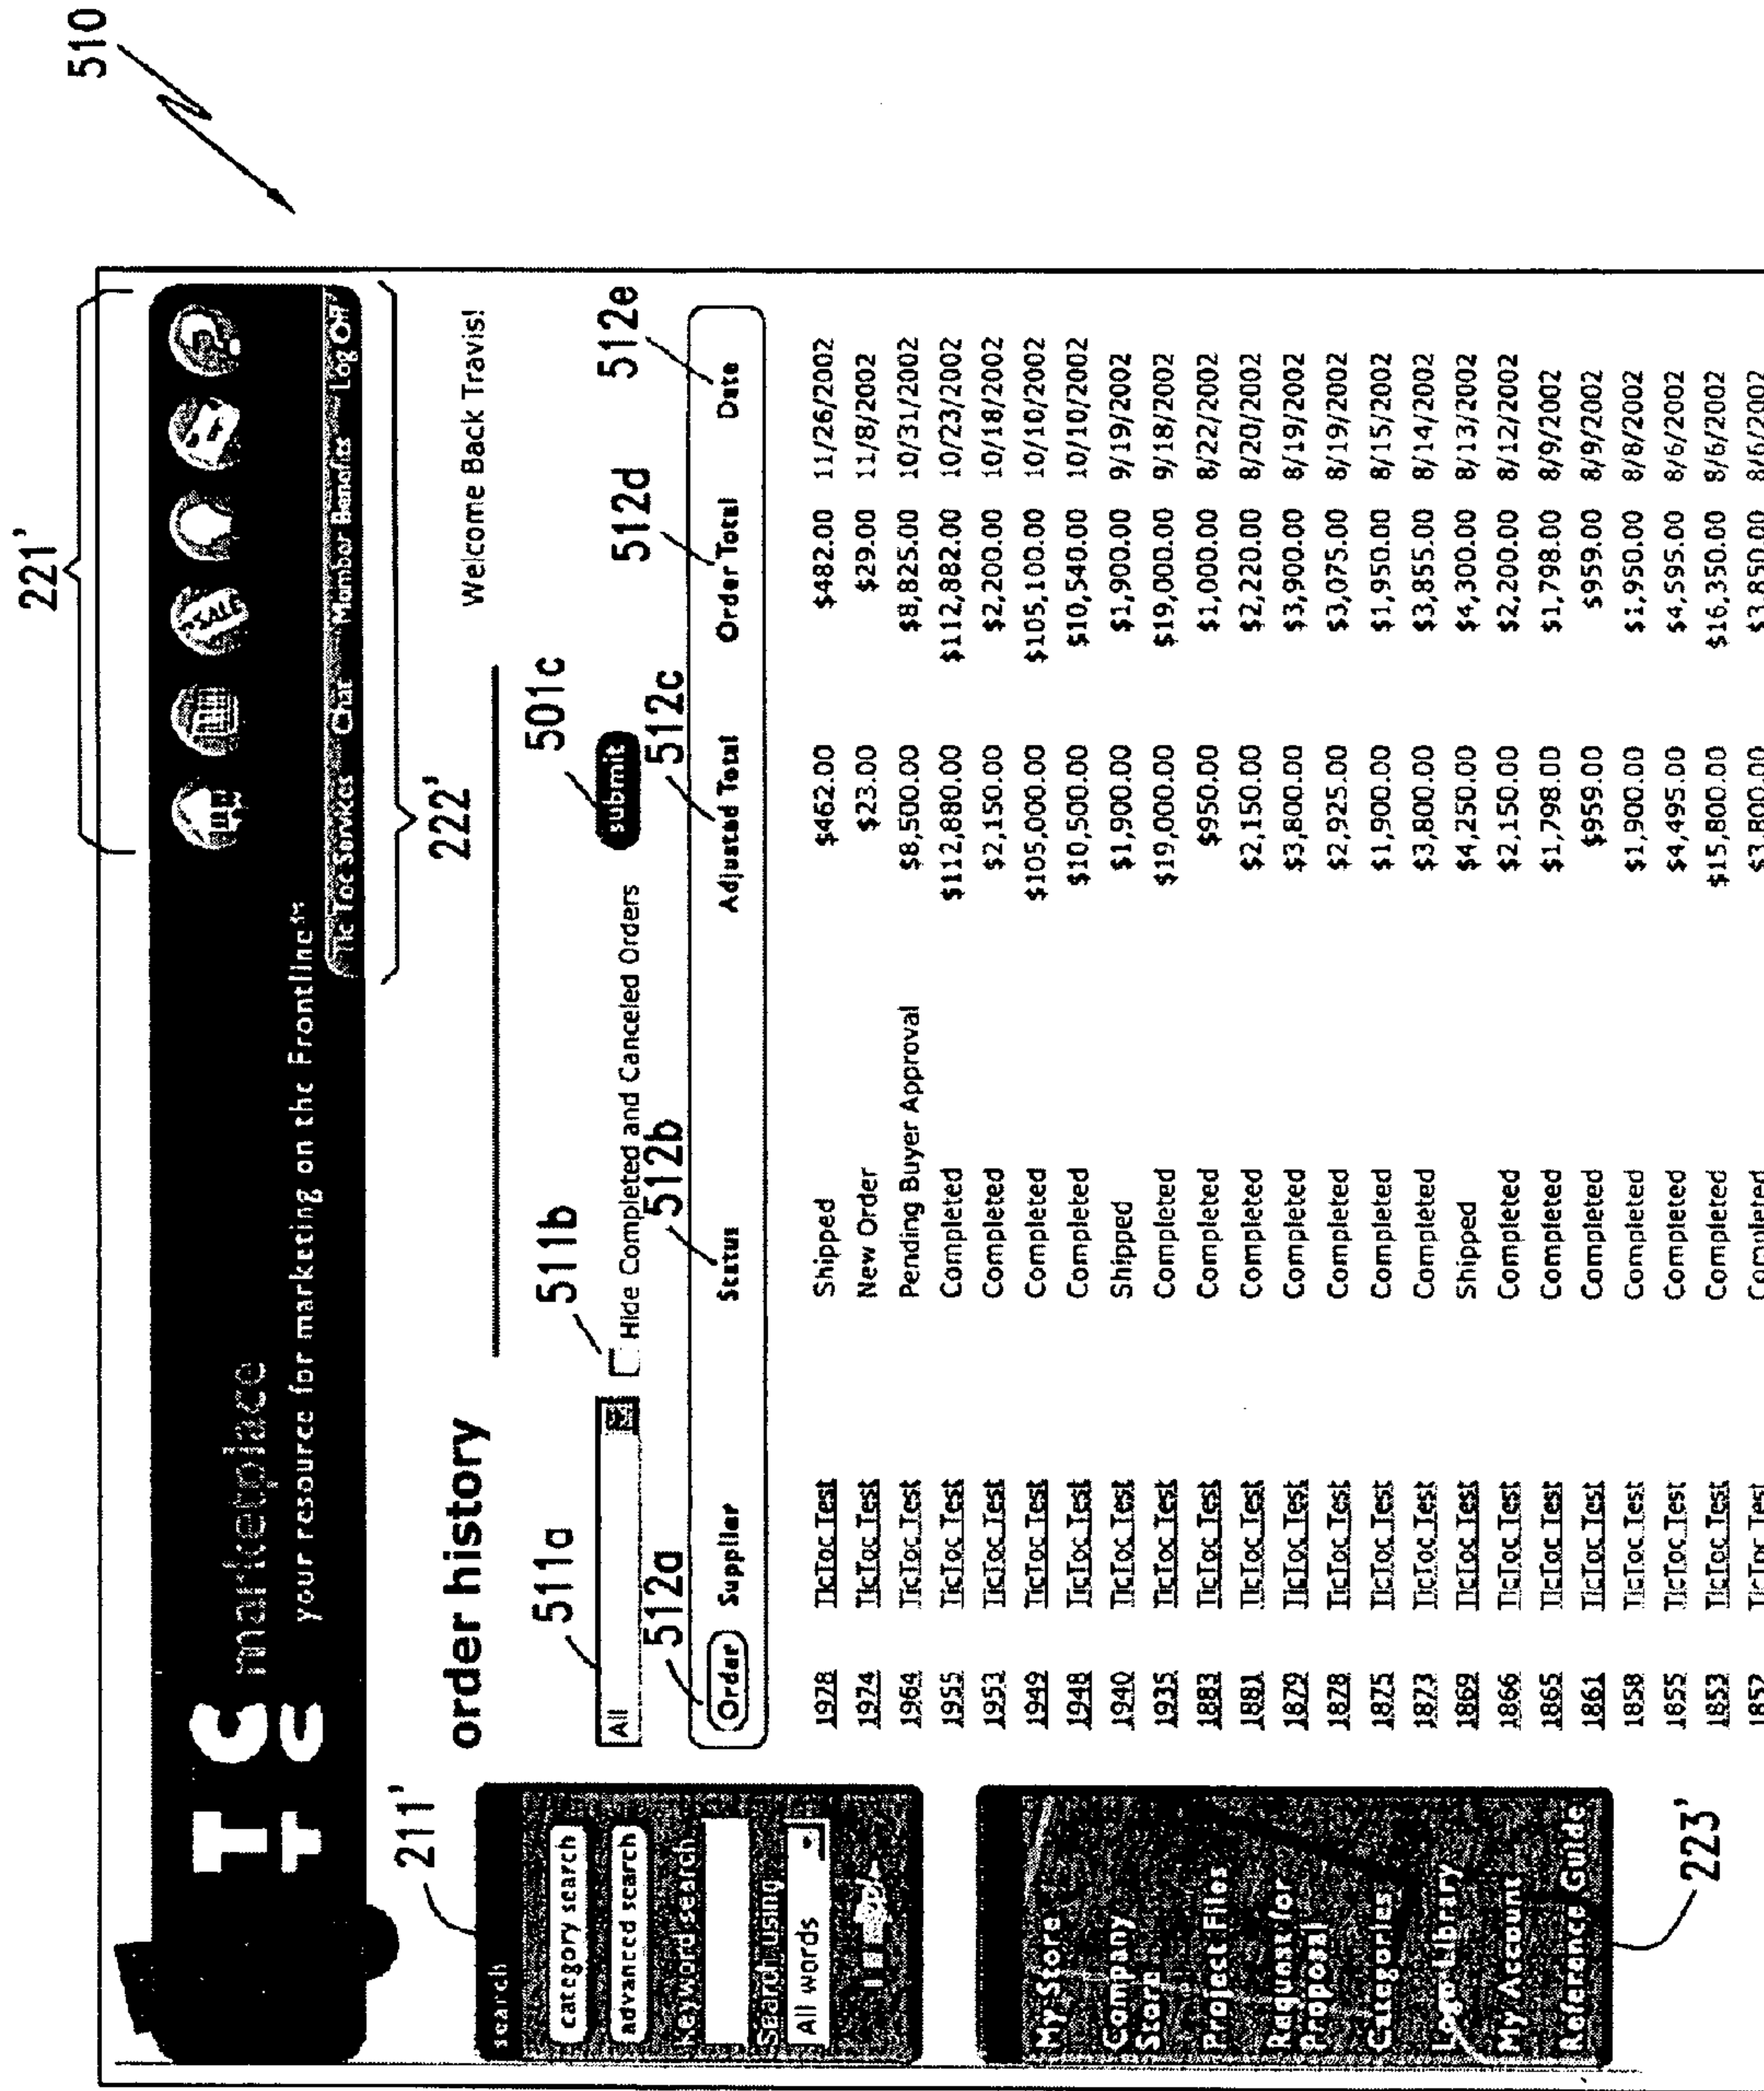 510
221'
T C marketplace
T C your resource for marketing on the Frontline™
SALE
?
Tic Toc Services Chat Member Benefits Log Off
222'
211'
order history
Welcome Back Travis!
search
category search
advanced search
Keyword search
Search using
All words
511a
511b
501c
All
Hide Completed and Canceled Orders
submit
512a
512b
512c
512d
512e
Order Supplier Status Adjusted Total Order Total Date
1978 TicToc Test Shipped $462.00 $482.00 11/26/2002
1974 TicToc Test New Order $23.00 $29.00 11/8/2002
1964 TicToc Test Pending Buyer Approval $8,500.00 $8,825.00 10/31/2002
1955 TicToc Test Completed $112,880.00 $112,882.00 10/23/2002
1953 TicToc Test Completed $2,150.00 $2,200.00 10/18/2002
1949 TicToc Test Completed $105,000.00 $105,100.00 10/10/2002
1948 TicToc Test Completed $10,500.00 $10,540.00 10/10/2002
1940 TicToc Test Shipped $1,900.00 $1,900.00 9/19/2002
1935 TicToc Test Completed $19,000.00 $19,000.00 9/18/2002
1883 TicToc Test Completed $950.00 $1,000.00 8/22/2002
1881 TicToc Test Completed $2,150.00 $2,220.00 8/20/2002
1879 TicToc Test Completed $3,800.00 $3,900.00 8/19/2002
1878 TicToc Test Completed $2,925.00 $3,075.00 8/19/2002
1875 TicToc Test Completed $1,900.00 $1,950.00 8/15/2002
1873 TicToc Test Completed $3,800.00 $3,855.00 8/14/2002
1869 TicToc Test Shipped $4,250.00 $4,300.00 8/13/2002
1866 TicToc Test Completed $2,150.00 $2,200.00 8/12/2002
1865 TicToc Test Completed $1,798.00 $1,798.00 8/9/2002
1861 TicToc Test Completed $959.00 $959.00 8/9/2002
1858 TicToc Test Completed $1,900.00 $1,950.00 8/8/2002
1855 TicToc Test Completed $4,495.00 $4,595.00 8/6/2002
1853 TicToc Test Completed $15,800.00 $16,350.00 8/6/2002
1852 TicToc Test Completed $3,800.00 $3,850.00 8/6/2002
My Store
Company
Store
Project Files
Request for
Proposal
Categories
Logo Library
My Account
Reference Guide
223'